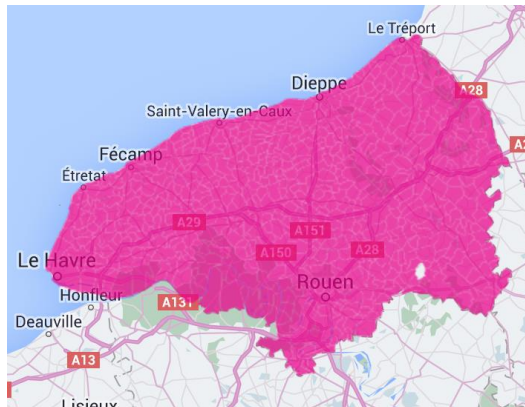 Le Tréport
Dieppe
A28
Saint-Valery-en-Caux
Fécamp
Étretat
A29
A151
A150
A28
Le Havre
Rouen
Honfleur
A131
Deauville
A13
Lisieux